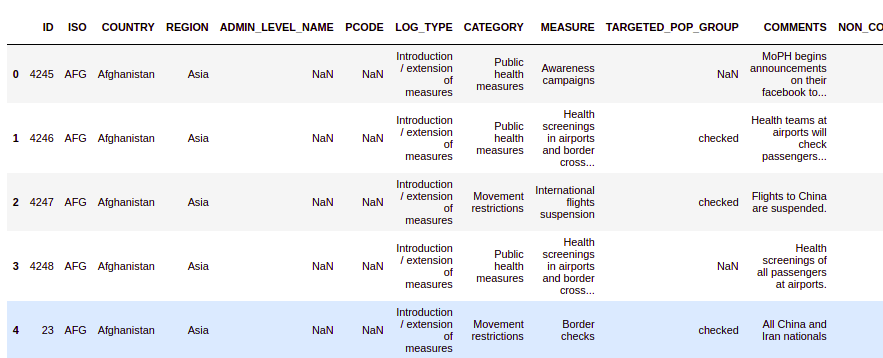 ID ISO COUNTRY REGION ADMIN_LEVEL_NAME PCODE LOG_TYPE CATEGORY MEASURE TARGETED_POP_GROUP COMMENTS NON_CO
0 4245 AFG Afghanistan Asia NaN NaN Introduction / extension of measures Public health measures Awareness campaigns NaN MoPH begins announcements on their facebook to...
1 4246 AFG Afghanistan Asia NaN NaN Introduction / extension of measures Public health measures Health screenings in airports and border cross... checked Health teams at airports will check passengers...
2 4247 AFG Afghanistan Asia NaN NaN Introduction / extension of measures Movement restrictions International flights suspension checked Flights to China are suspended.
3 4248 AFG Afghanistan Asia NaN NaN Introduction / extension of measures Public health measures Health screenings in airports and border cross... NaN Health screenings of all passengers at airports.
4 23 AFG Afghanistan Asia NaN NaN Introduction / extension of measures Movement restrictions Border checks checked All China and Iran nationals